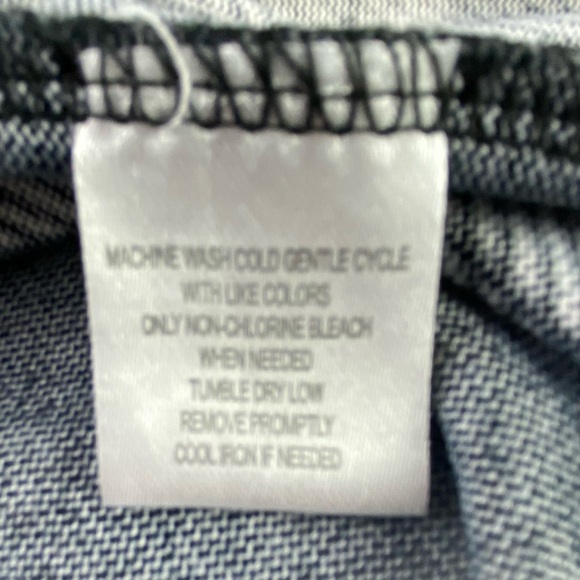 MACHINE WASH COLD GENTLE CYCLE
WITH LIKE COLORS
ONLY NON-CHLORINE BLEACH
WHEN NEEDED
TUMBLE DRY LOW
REMOVE PROMPTLY
COOL IRON IF NEEDED